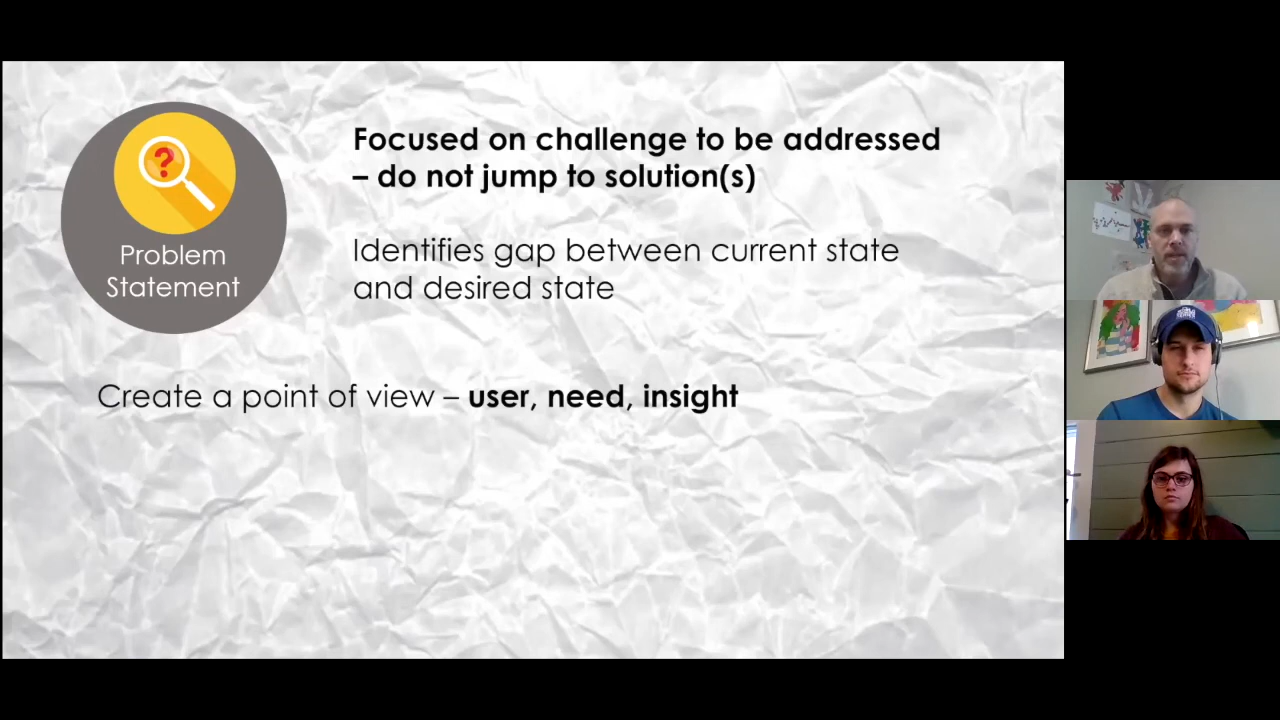 Problem
Statement
Focused on challenge to be addressed
– do not jump to solution(s)
Identifies gap between current state
and desired state
Create a point of view – user, need, insight